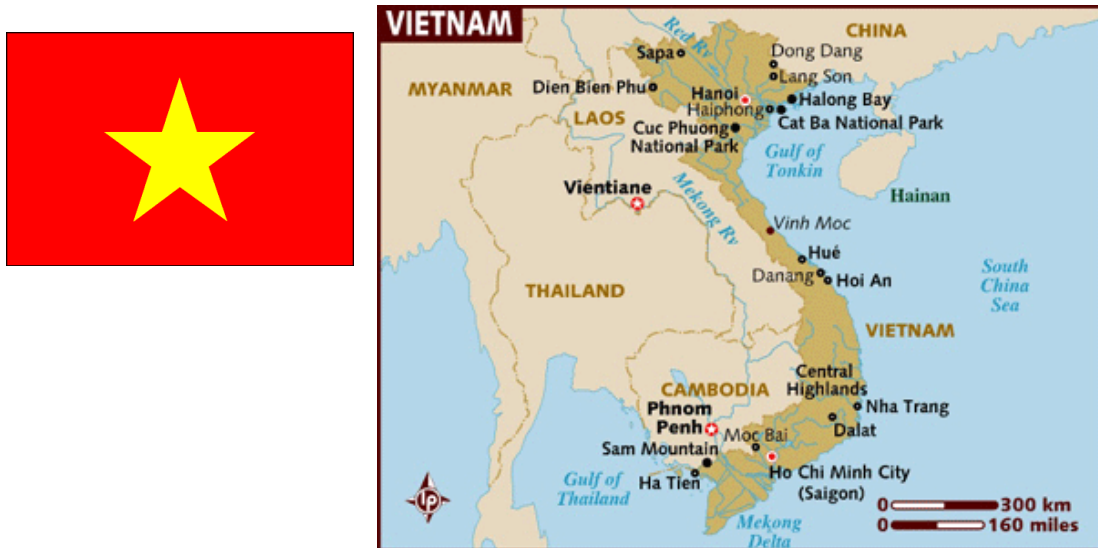 VIETNAM
CHINA
Red Rv
Sapa
Dong Dang
Lang Son
MYANMAR
Dien Bien Phu
Hanoi
Halong Bay
Haiphong
LAOS
Cat Ba National Park
Cuc Phuong
National Park
Gulf of
Tonkin
Vientiane
Mekong Rv
Hainan
Vinh Moc
Hué
Danang
Hoi An
South
China
Sea
THAILAND
VIETNAM
Central
Highlands
CAMBODIA
Nha Trang
Phnom
Penh
Dalat
Moc Bai
Sam Mountain
Ha Tien
Ho Chi Minh City
(Saigon)
Gulf of
Thailand
Mekong
Delta
lp
0 300 km
0 160 miles